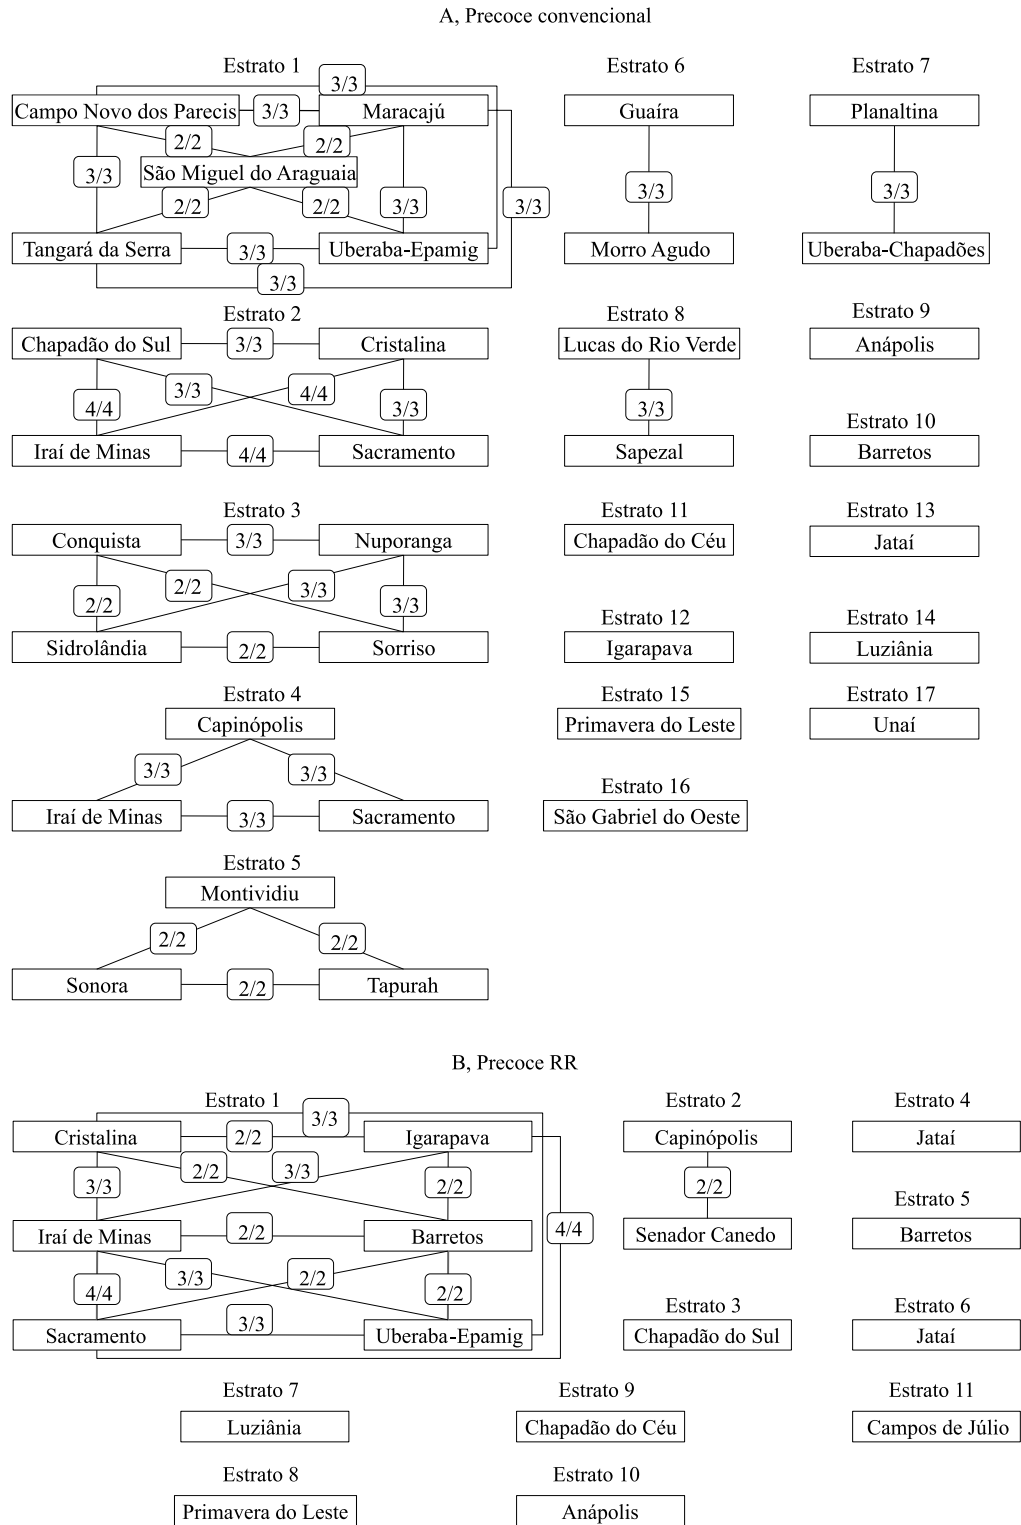 A, Precoce convencional
Estrato 1
3/3
Campo Novo dos Parecis
3/3
Maracajú
2/2
2/2
São Miguel do Araguaia
3/3
2/2
2/2
3/3
3/3
Tangará da Serra
3/3
Uberaba-Epamig
3/3
Estrato 6
Guaíra
3/3
Morro Agudo
Estrato 7
Planaltina
3/3
Uberaba-Chapadões
Estrato 2
Chapadão do Sul
3/3
Cristalina
4/4
3/3
4/4
3/3
Iraí de Minas
4/4
Sacramento
Estrato 8
Lucas do Rio Verde
3/3
Sapezal
Estrato 9
Anápolis
Estrato 10
Barretos
Estrato 3
Conquista
3/3
Nuporanga
2/2
2/2
3/3
3/3
Sidrolândia
2/2
Sorriso
Estrato 11
Chapadão do Céu
Estrato 13
Jataí
Estrato 12
Igarapava
Estrato 14
Luziânia
Estrato 4
Capinópolis
3/3
3/3
Iraí de Minas
3/3
Sacramento
Estrato 15
Primavera do Leste
Estrato 17
Unaí
Estrato 16
São Gabriel do Oeste
Estrato 5
Montividiu
2/2
2/2
Sonora
2/2
Tapurah
B, Precoce RR
Estrato 1
3/3
Cristalina
2/2
Igarapava
3/3
2/2
3/3
2/2
Iraí de Minas
2/2
Barretos
4/4
4/4
3/3
2/2
2/2
Sacramento
3/3
Uberaba-Epamig
Estrato 2
Capinópolis
2/2
Senador Canedo
Estrato 4
Jataí
Estrato 5
Barretos
Estrato 3
Chapadão do Sul
Estrato 6
Jataí
Estrato 7
Luziânia
Estrato 9
Chapadão do Céu
Estrato 11
Campos de Júlio
Estrato 8
Primavera do Leste
Estrato 10
Anápolis